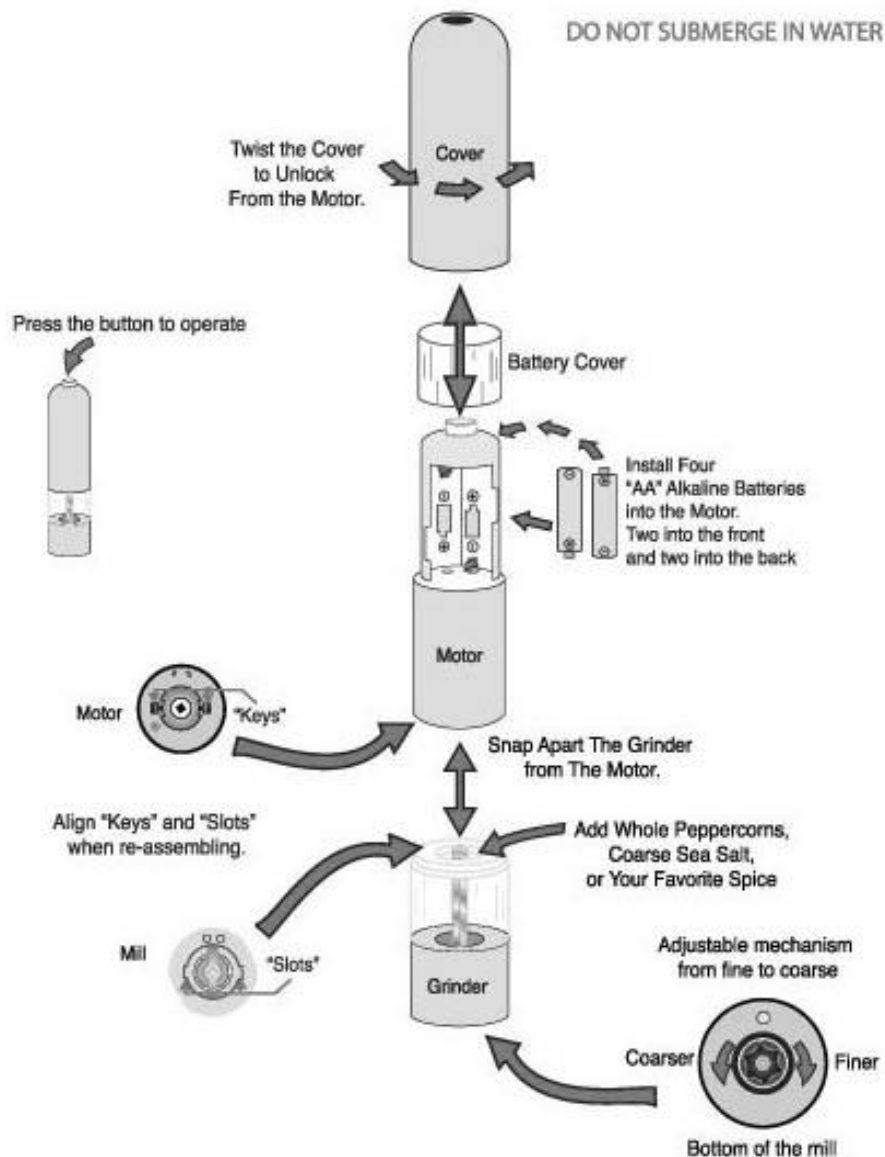 DO NOT SUBMERGE IN WATER
Twist the Cover
to Unlock
From the Motor.
Cover
Press the button to operate
Battery Cover
Install Four
"AA" Alkaline Batteries
into the Motor.
Two into the front
and two into the back
Motor
Motor
"Keys"
Snap Apart The Grinder
from The Motor.
Align "Keys" and "Slots"
when re-assembling.
Add Whole Peppercorns,
Coarse Sea Salt,
or Your Favorite Spice
Mill
"Slots"
Grinder
Adjustable mechanism
from fine to coarse
Coarser
Finer
Bottom of the mill